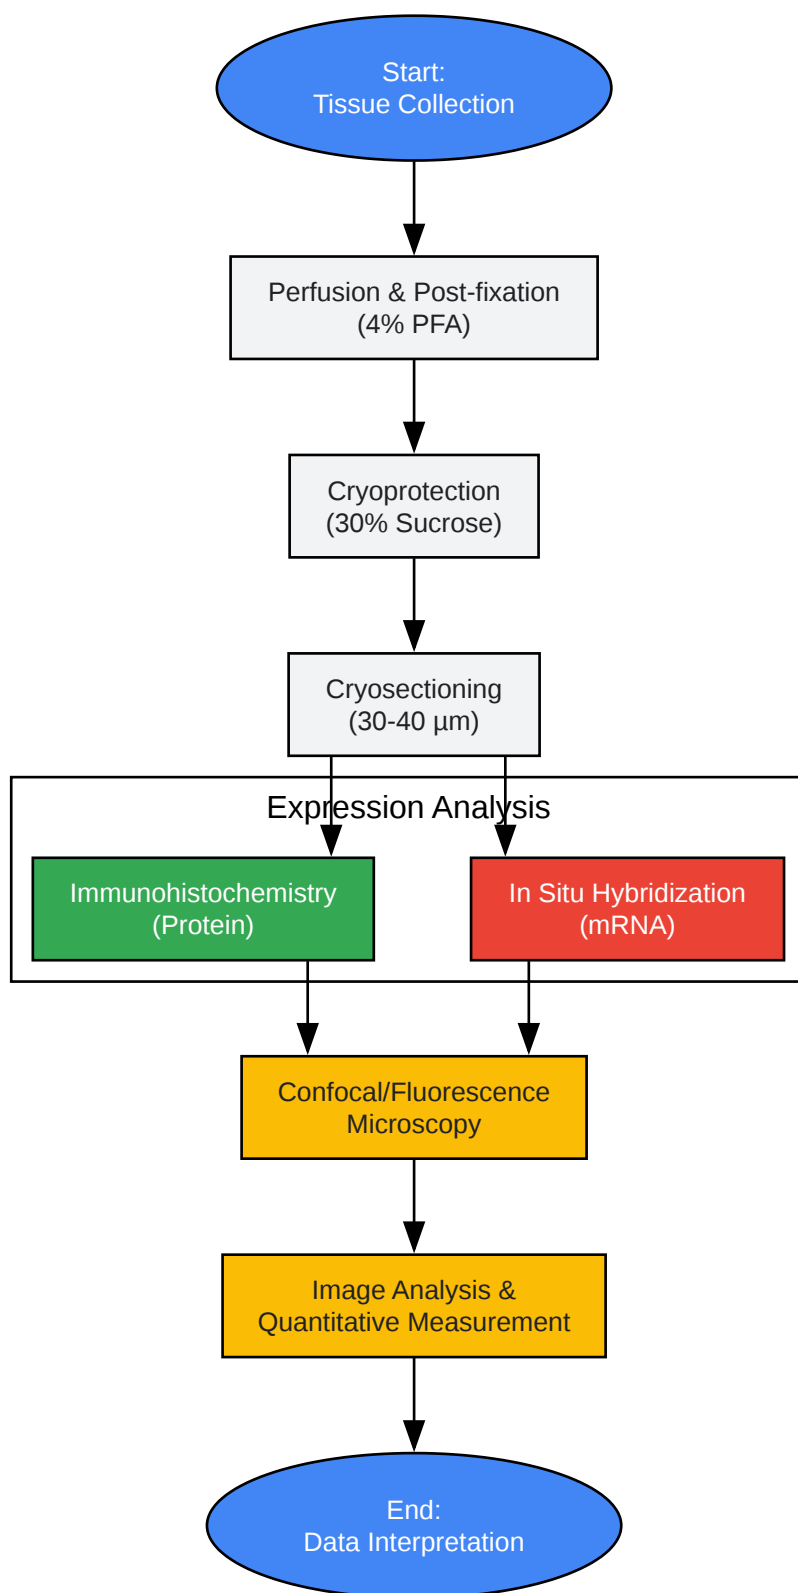 Start:
Tissue Collection
Perfusion & Post-fixation
(4% PFA)
Cryoprotection
(30% Sucrose)
Cryosectioning
(30-40 µm)
Expression Analysis
Immunohistochemistry
(Protein)
In Situ Hybridization
(mRNA)
Confocal/Fluorescence
Microscopy
Image Analysis &
Quantitative Measurement
End:
Data Interpretation